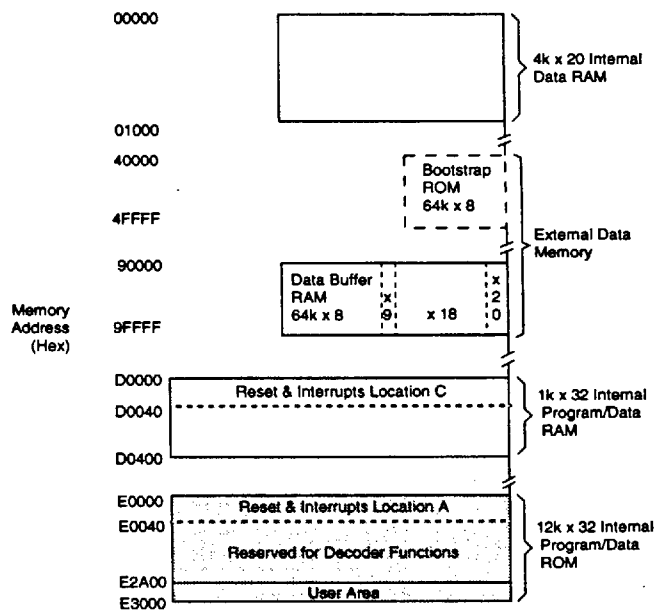 00000
4k x 20 Internal
Data RAM
01000
40000
Bootstrap
ROM
64k x 8
4FFFF
External Data
Memory
90000
Data Buffer
RAM
64k x 8
x
9
x 18
x
2
0
Memory
Address
(Hex)
9FFFF
D0000
Reset & Interrupts Location C
D0040
1k x 32 Internal
Program/Data
RAM
D0400
E0000
Reset & Interrupts Location A
E0040
Reserved for Decoder Functions
12k x 32 Internal
Program/Data
ROM
E2A00
User Area
E3000